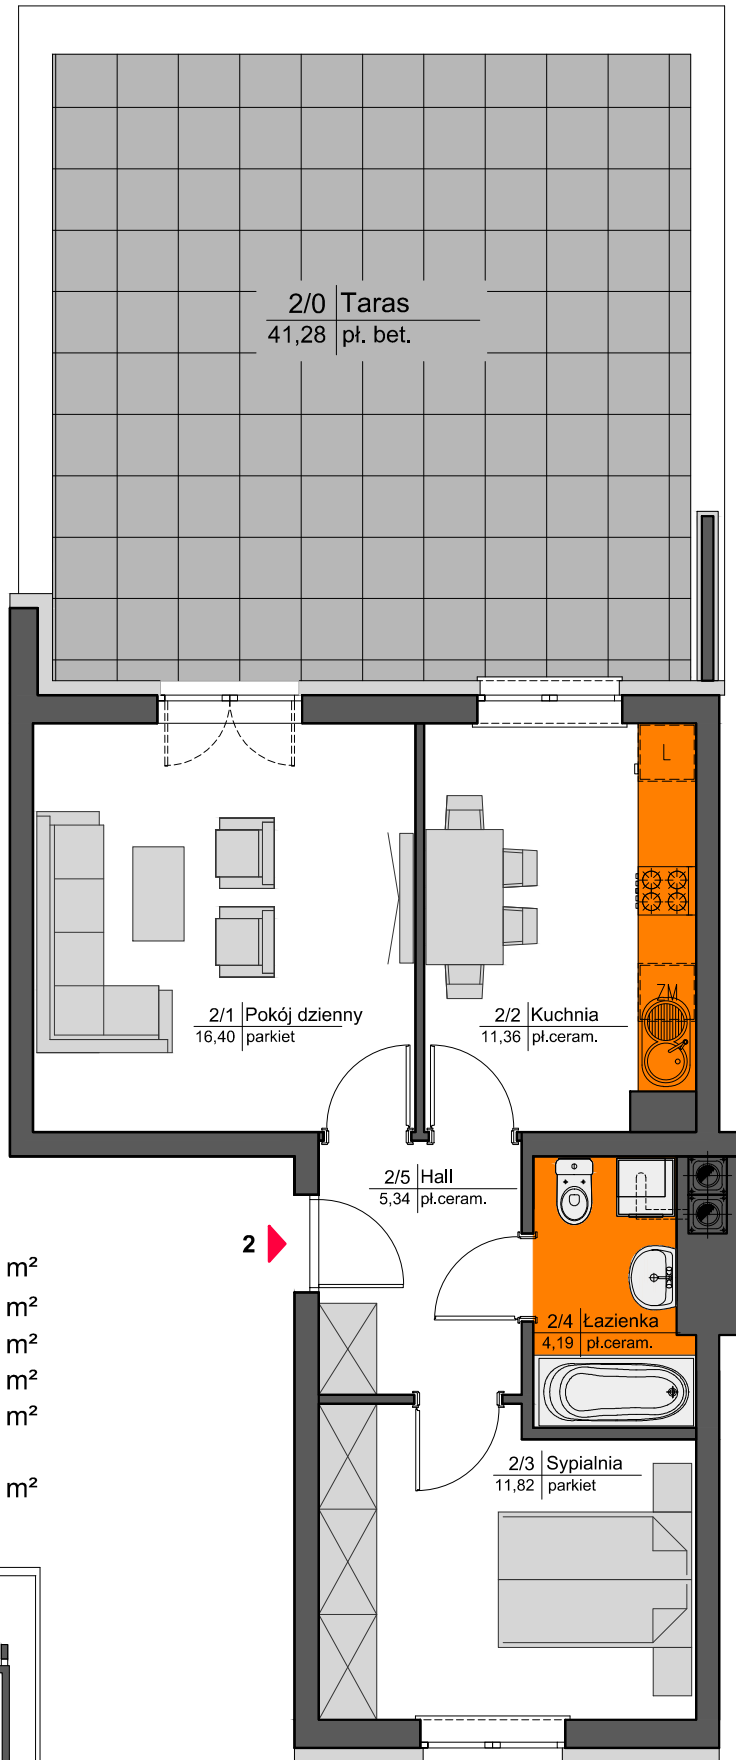 2/0 Taras
41,28 pł. bet.
L
ZM
2/1 Pokój dzienny
16,40 parkiet
2/2 Kuchnia
11,36 pł.ceram.
2/5 Hall
5,34 pł.ceram.
2
m²
m²
m²
m²
m²
m²
2/4 Łazienka
4,19 pł.ceram.
2/3 Sypialnia
11,82 parkiet